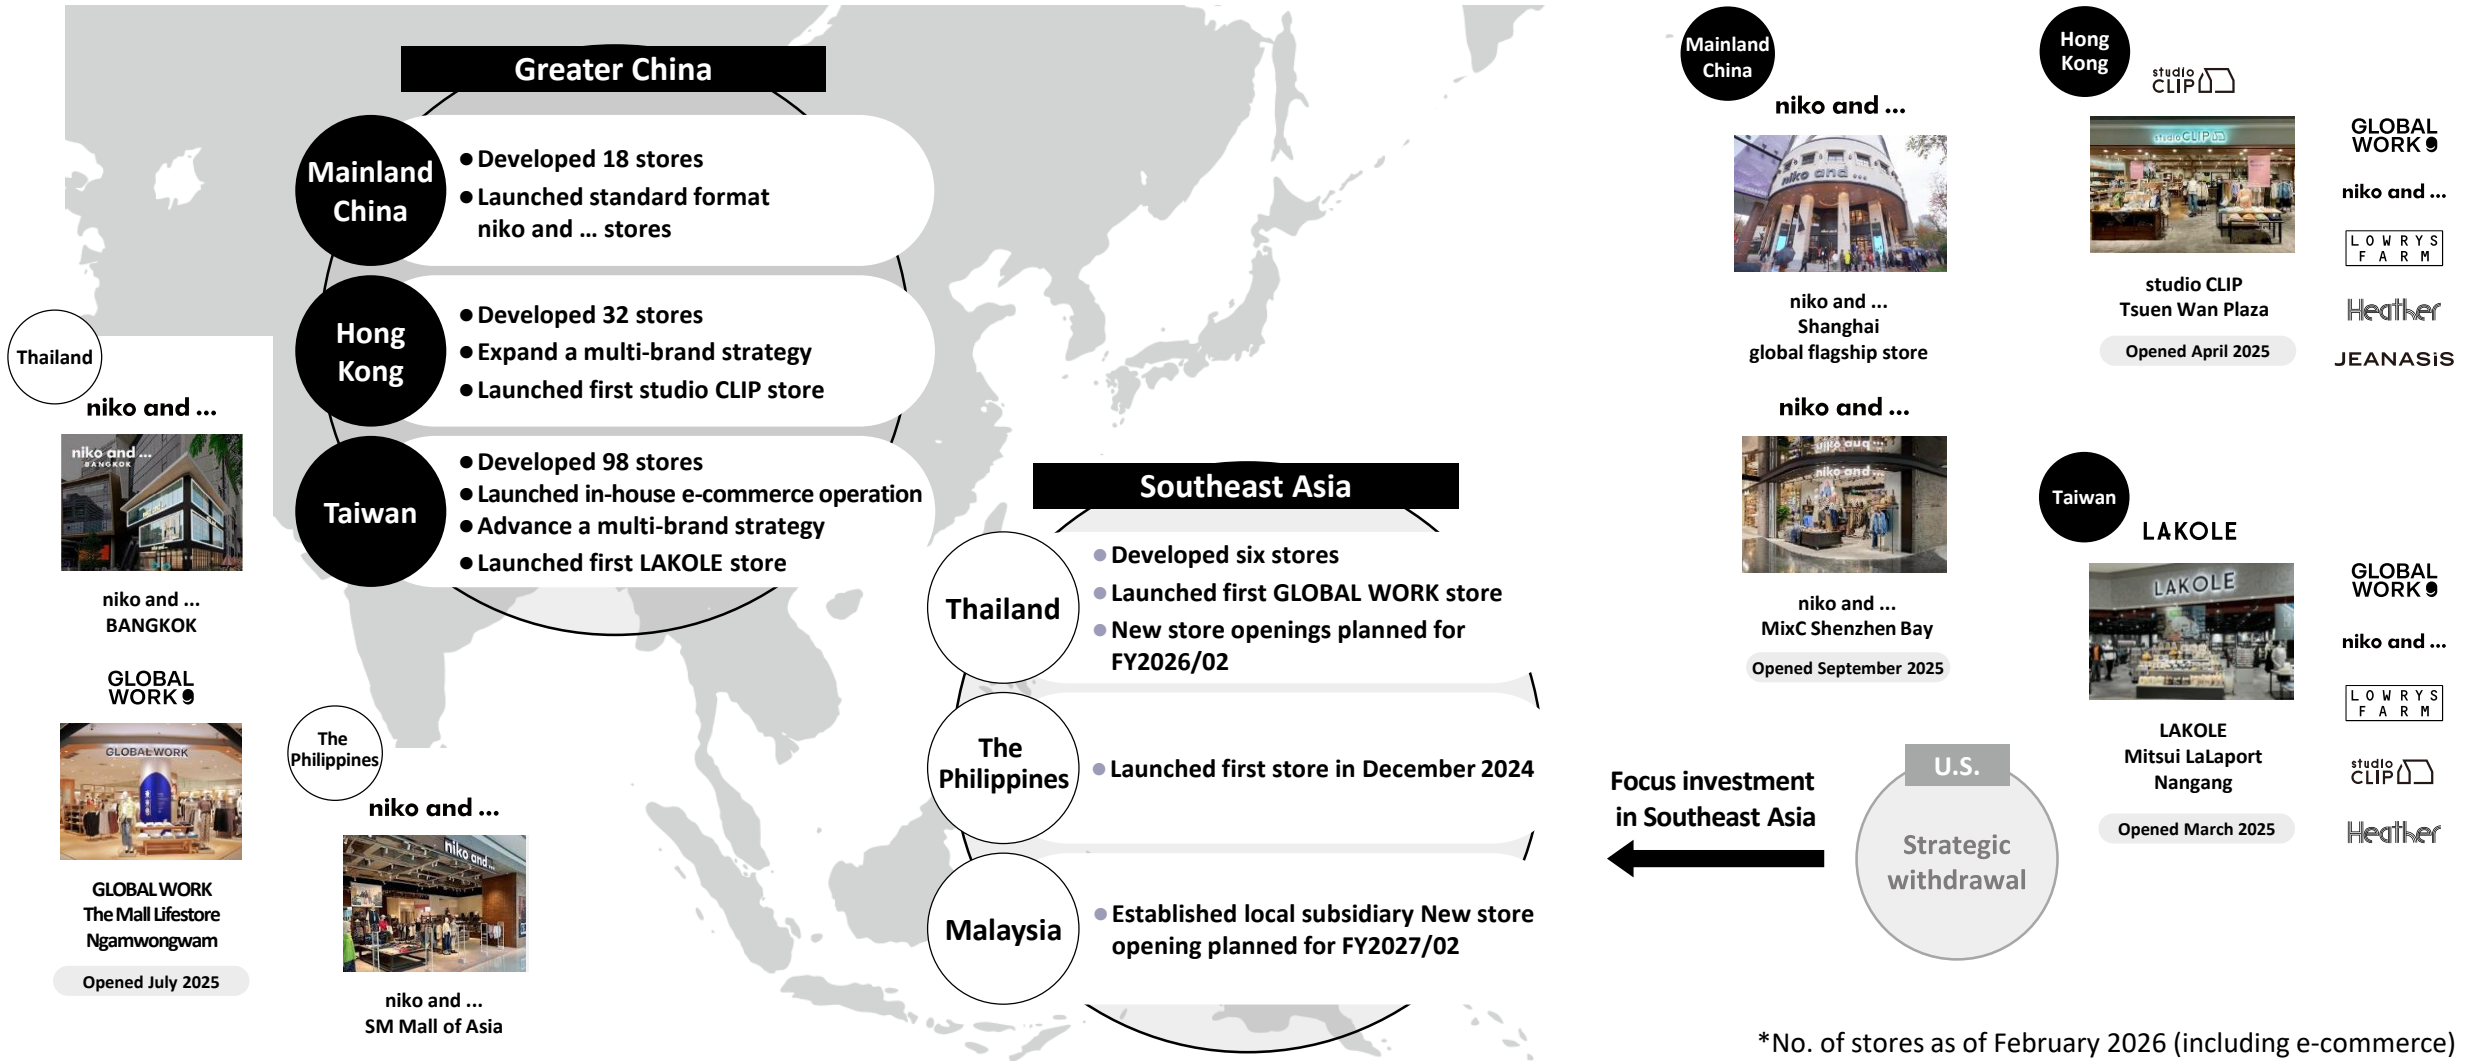 Greater China
Mainland
China
● Developed 18 stores
● Launched standard format
niko and ... stores
Hong
Kong
● Developed 32 stores
● Expand a multi-brand strategy
● Launched first studio CLIP store
Taiwan
● Developed 98 stores
● Launched in-house e-commerce operation
● Advance a multi-brand strategy
● Launched first LAKOLE store
Southeast Asia
Thailand
● Developed six stores
● Launched first GLOBAL WORK store
● New store openings planned for
FY2026/02
The
Philippines
● Launched first store in December 2024
Malaysia
● Established local subsidiary New store
opening planned for FY2027/02
Thailand
niko and ...
niko and ...
BANGKOK
niko and ...
BANGKOK
GLOBAL
WORK
GLOBAL WORK
GLOBAL WORK
The Mall Lifestore
Ngamwongwam
Opened July 2025
The
Philippines
niko and ...
niko and ...
niko and ...
SM Mall of Asia
Mainland
China
niko and ...
niko and ...
niko and ...
Shanghai
global flagship store
niko and ...
niko and ...
niko and ...
MixC Shenzhen Bay
Opened September 2025
Hong
Kong
studio
CLIP
studio CLIP
studio CLIP
Tsuen Wan Plaza
Opened April 2025
GLOBAL
WORK
niko and ...
LOWRYS
FARM
Heather
JEANASiS
Taiwan
LAKOLE
LAKOLE
LAKOLE
Mitsui LaLaport
Nangang
Opened March 2025
GLOBAL
WORK
niko and ...
LOWRYS
FARM
studio
CLIP
Heather
Focus investment
in Southeast Asia
U.S.
Strategic
withdrawal
*No. of stores as of February 2026 (including e-commerce)